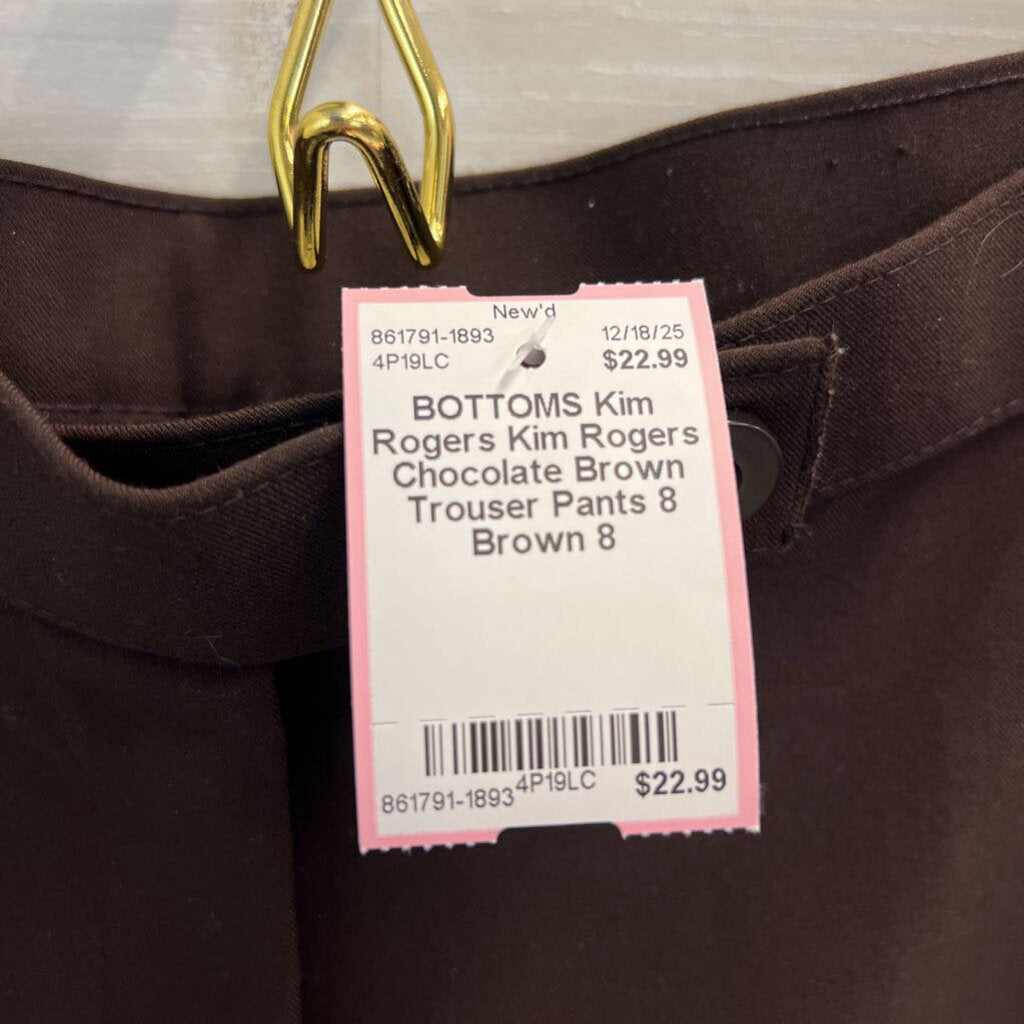 New'd
861791-1893 12/18/25
4P19LC $22.99
BOTTOMS Kim
Rogers Kim Rogers
Chocolate Brown
Trouser Pants 8
Brown 8
861791-1893 4P19LC $22.99